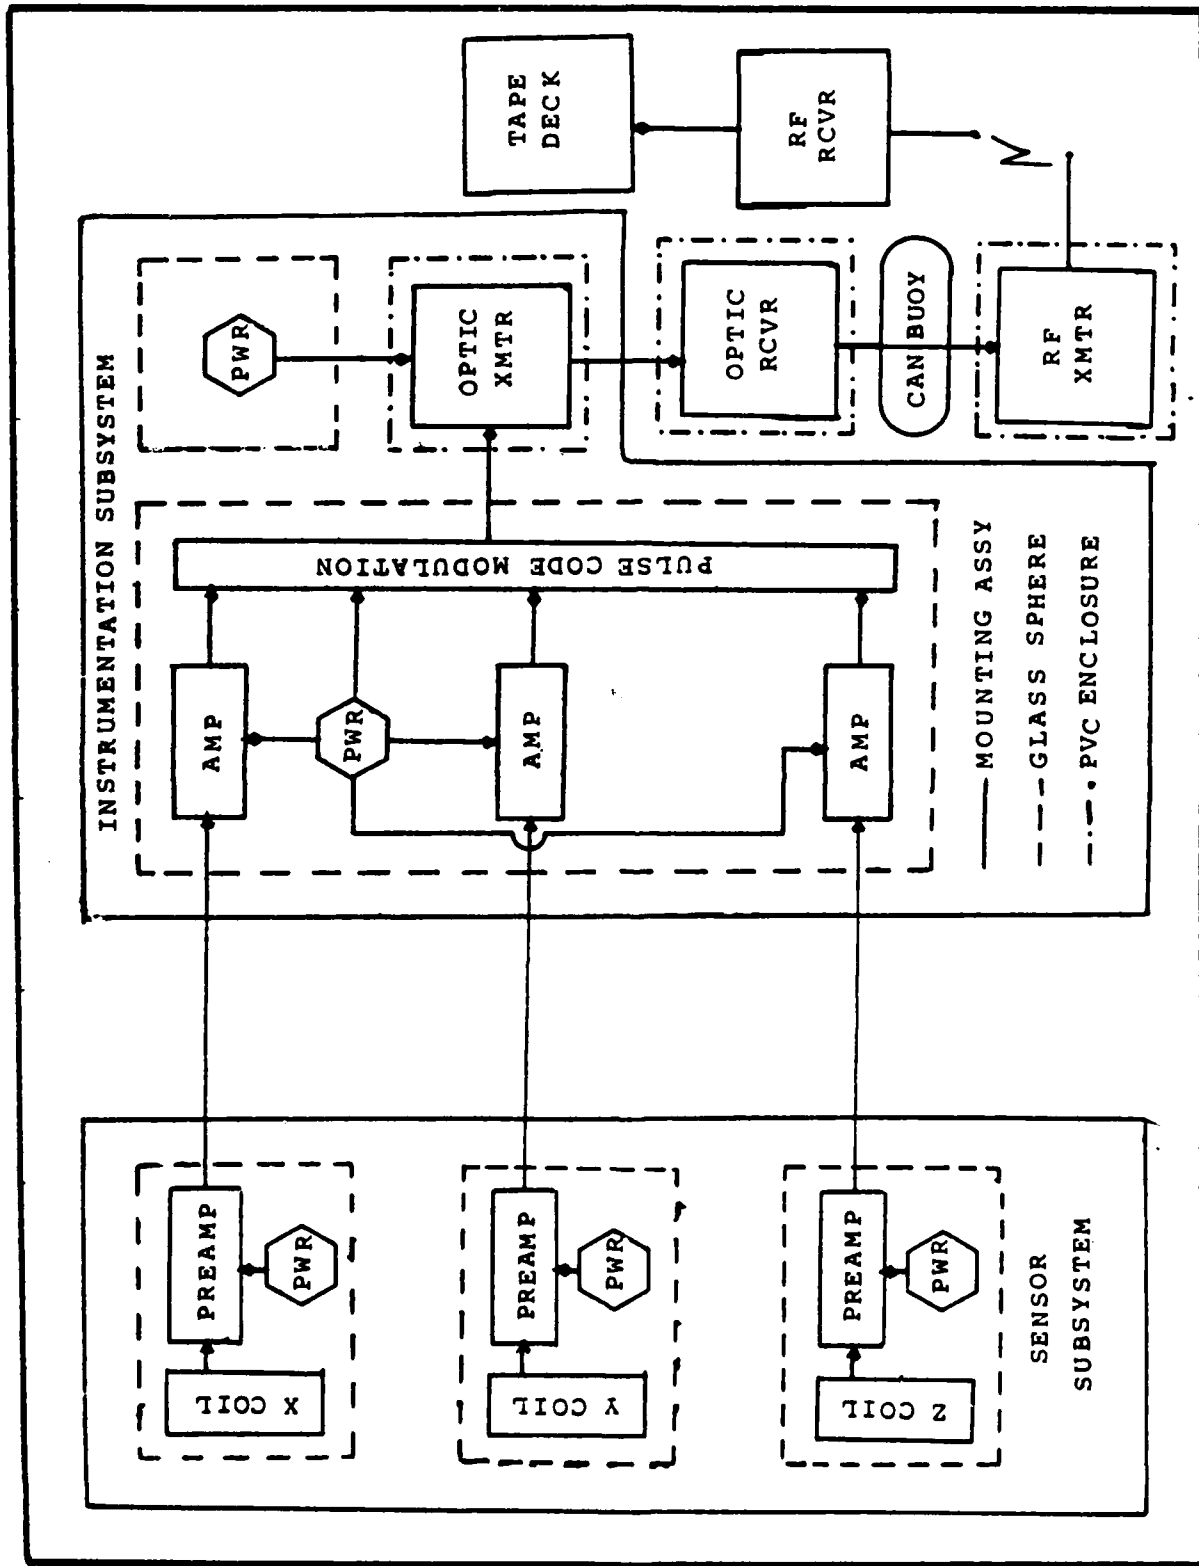 INSTRUMENTATION SUBSYSTEM
X COIL
PREAMP
PWR
AMP
PWR
PULSE CODE MODULATION
PWR
OPTIC
XMTR
TAPE
DECK
Y COIL
PREAMP
PWR
AMP
OPTIC
RCVR
RF
RCVR
CAN BUOY
Z COIL
PREAMP
PWR
AMP
RF
XMTR
SENSOR
SUBSYSTEM
MOUNTING ASSY
GLASS SPHERE
PVC ENCLOSURE